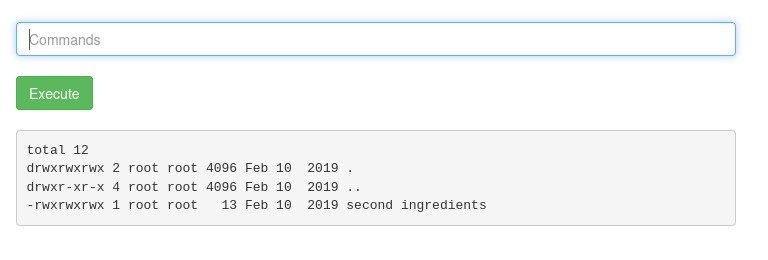 Commands
Execute
total 12
drwxrwxrwx 2 root root 4096 Feb 10  2019 .
drwxr-xr-x 4 root root 4096 Feb 10  2019 ..
-rwxrwxrwx 1 root root   13 Feb 10  2019 second ingredients